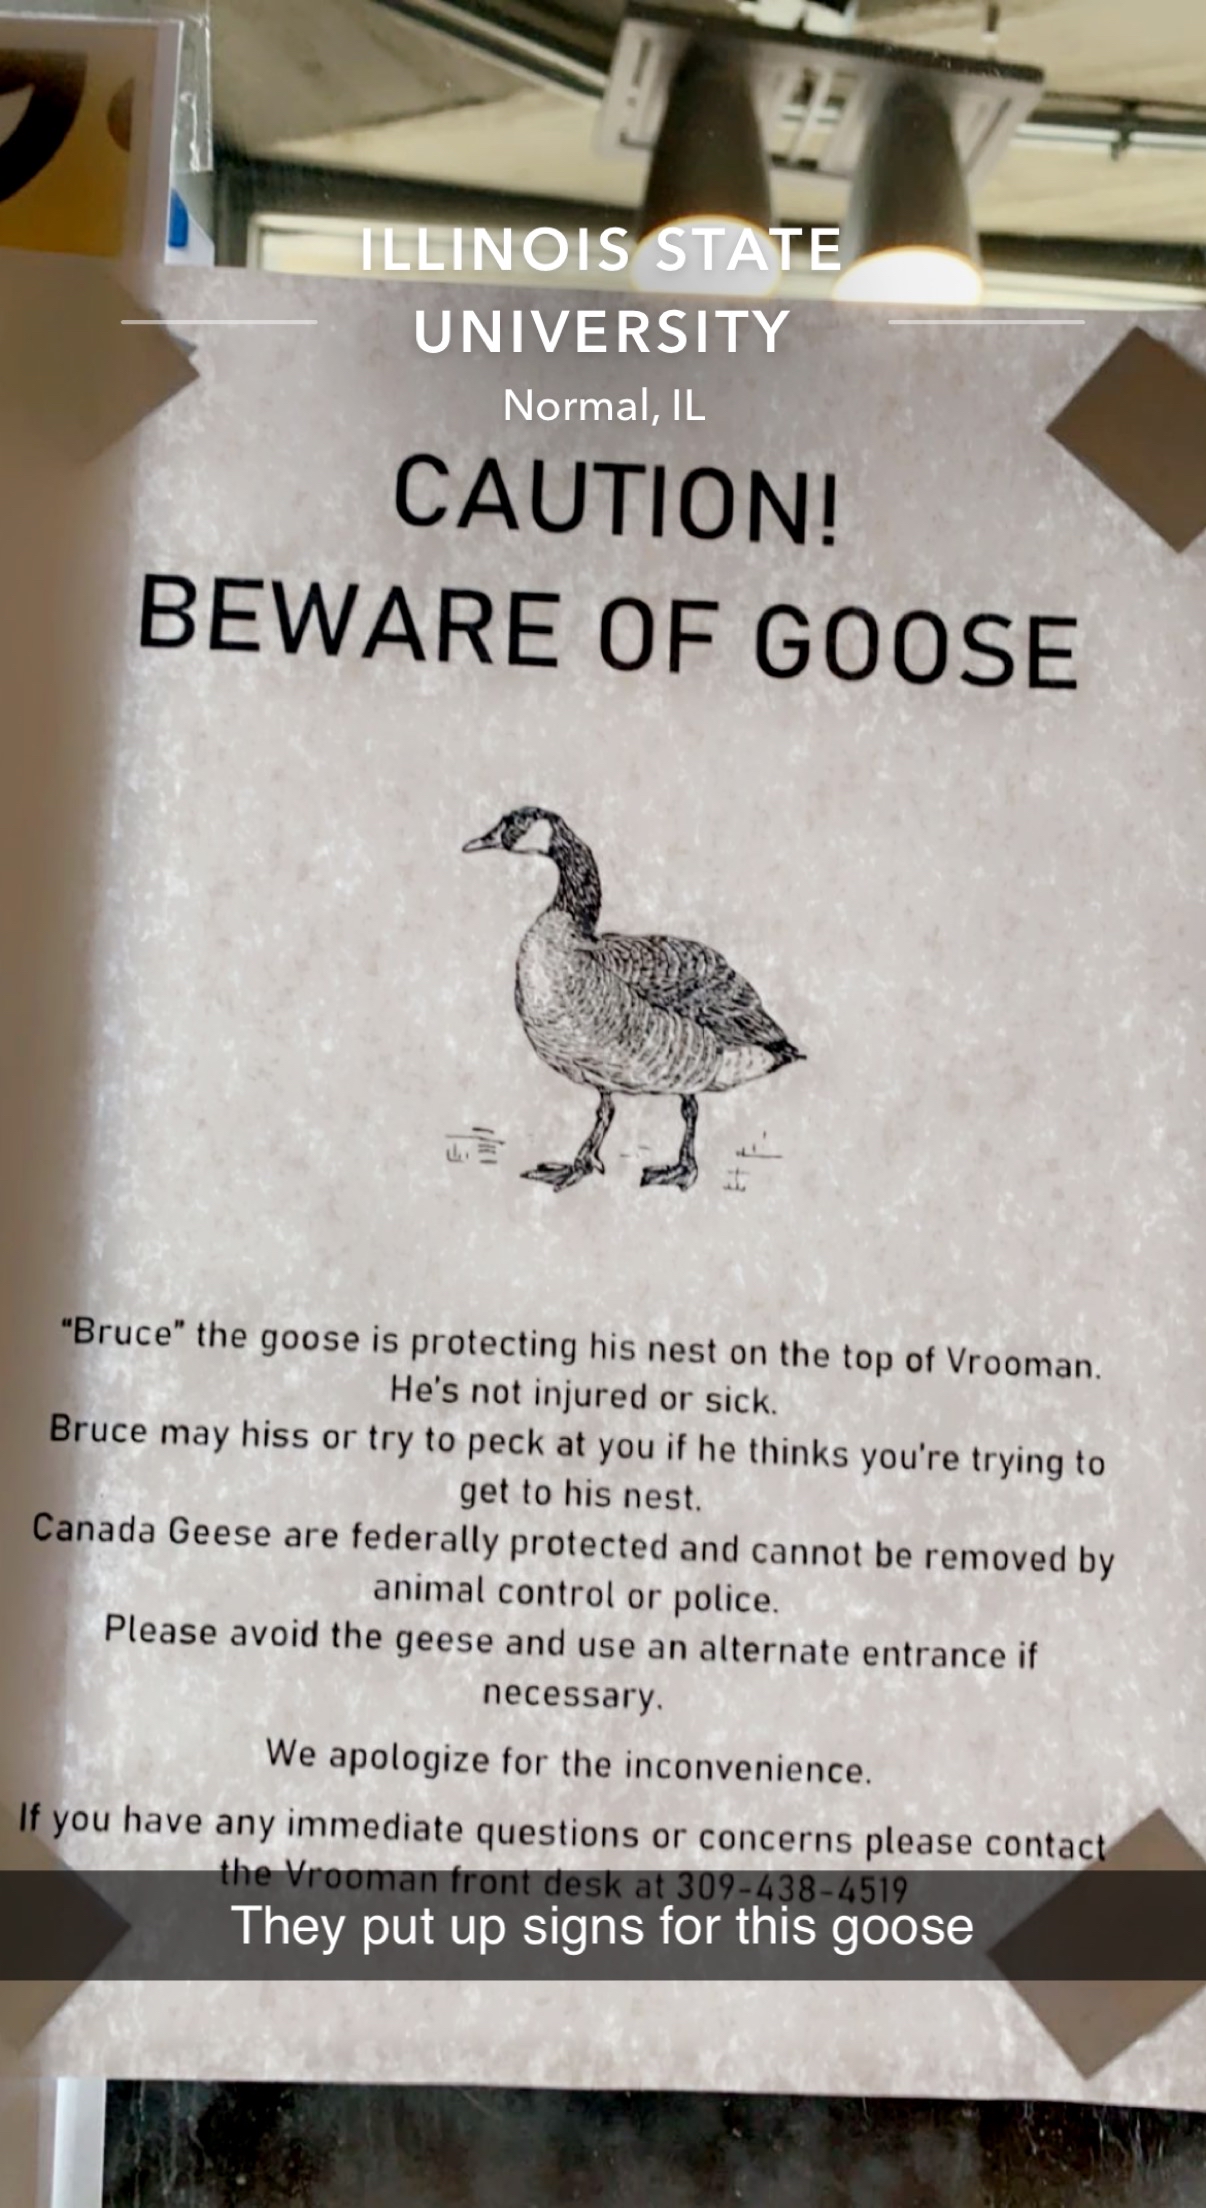 ILLINOIS STATE
UNIVERSITY
Normal, IL
CAUTION!
BEWARE OF GOOSE
“Bruce” the goose is protecting his nest on the top of Vrooman.
He's not injured or sick.
Bruce may hiss or try to peck at you if he thinks you're trying to
get to his nest.
Canada Geese are federally protected and cannot be removed by
animal control or police.
Please avoid the geese and use an alternate entrance if
necessary.
We apologize for the inconvenience.
If you have any immediate questions or concerns please contact
the Vrooman front desk at 309-438-4519
They put up signs for this goose